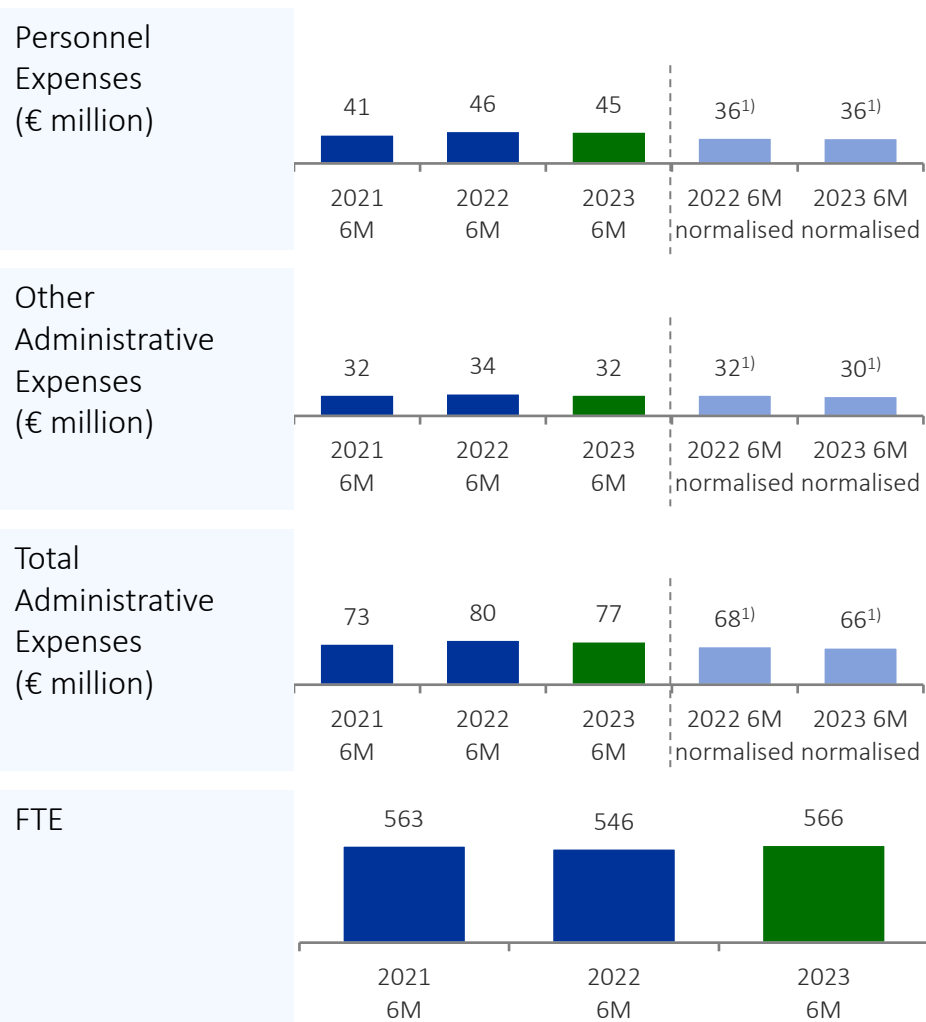 Personnel
Expenses
(€ million)
41
46
45
36¹⁾
36¹⁾
2021
6M
2022
6M
2023
6M
2022 6M
normalised
2023 6M
normalised
Other
Administrative
Expenses
(€ million)
32
34
32
32¹⁾
30¹⁾
2021
6M
2022
6M
2023
6M
2022 6M
normalised
2023 6M
normalised
Total
Administrative
Expenses
(€ million)
73
80
77
68¹⁾
66¹⁾
2021
6M
2022
6M
2023
6M
2022 6M
normalised
2023 6M
normalised
FTE
563
546
566
2021
6M
2022
6M
2023
6M